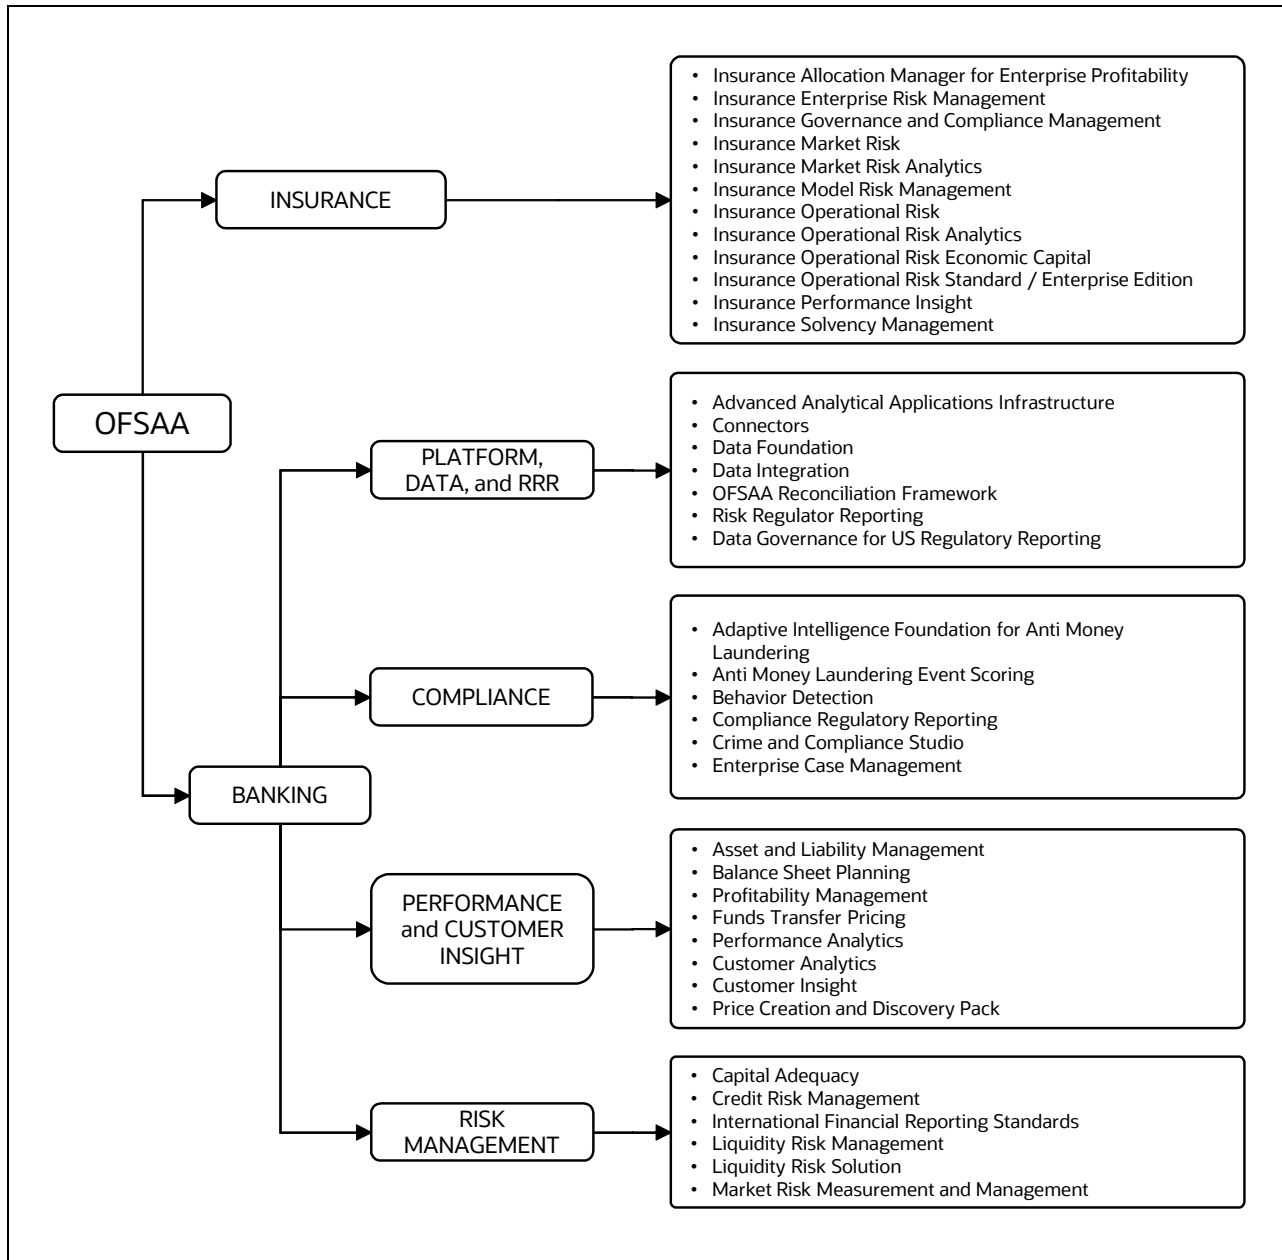 OFSAA
INSURANCE
• Insurance Allocation Manager for Enterprise Profitability
• Insurance Enterprise Risk Management
• Insurance Governance and Compliance Management
• Insurance Market Risk
• Insurance Market Risk Analytics
• Insurance Model Risk Management
• Insurance Operational Risk
• Insurance Operational Risk Analytics
• Insurance Operational Risk Economic Capital
• Insurance Operational Risk Standard / Enterprise Edition
• Insurance Performance Insight
• Insurance Solvency Management
BANKING
PLATFORM,
DATA, and RRR
• Advanced Analytical Applications Infrastructure
• Connectors
• Data Foundation
• Data Integration
• OFSAA Reconciliation Framework
• Risk Regulator Reporting
• Data Governance for US Regulatory Reporting
COMPLIANCE
• Adaptive Intelligence Foundation for Anti Money
Laundering
• Anti Money Laundering Event Scoring
• Behavior Detection
• Compliance Regulatory Reporting
• Crime and Compliance Studio
• Enterprise Case Management
PERFORMANCE
and CUSTOMER
INSIGHT
• Asset and Liability Management
• Balance Sheet Planning
• Profitability Management
• Funds Transfer Pricing
• Performance Analytics
• Customer Analytics
• Customer Insight
• Price Creation and Discovery Pack
RISK
MANAGEMENT
• Capital Adequacy
• Credit Risk Management
• International Financial Reporting Standards
• Liquidity Risk Management
• Liquidity Risk Solution
• Market Risk Measurement and Management